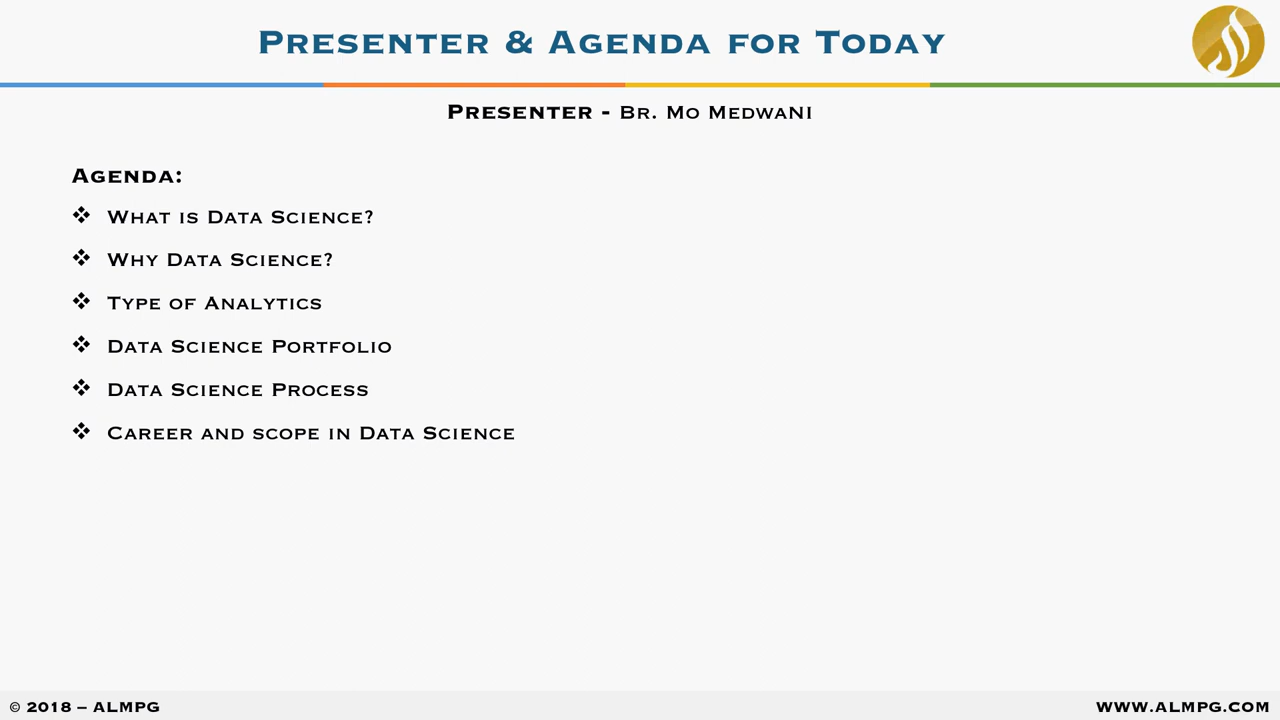 Presenter & Agenda for Today
Presenter - Br. Mo Medwani
Agenda:
❖ What is Data Science?
❖ Why Data Science?
❖ Type of Analytics
❖ Data Science Portfolio
❖ Data Science Process
❖ Career and scope in Data Science
© 2018 – ALMPG
www.almpg.com